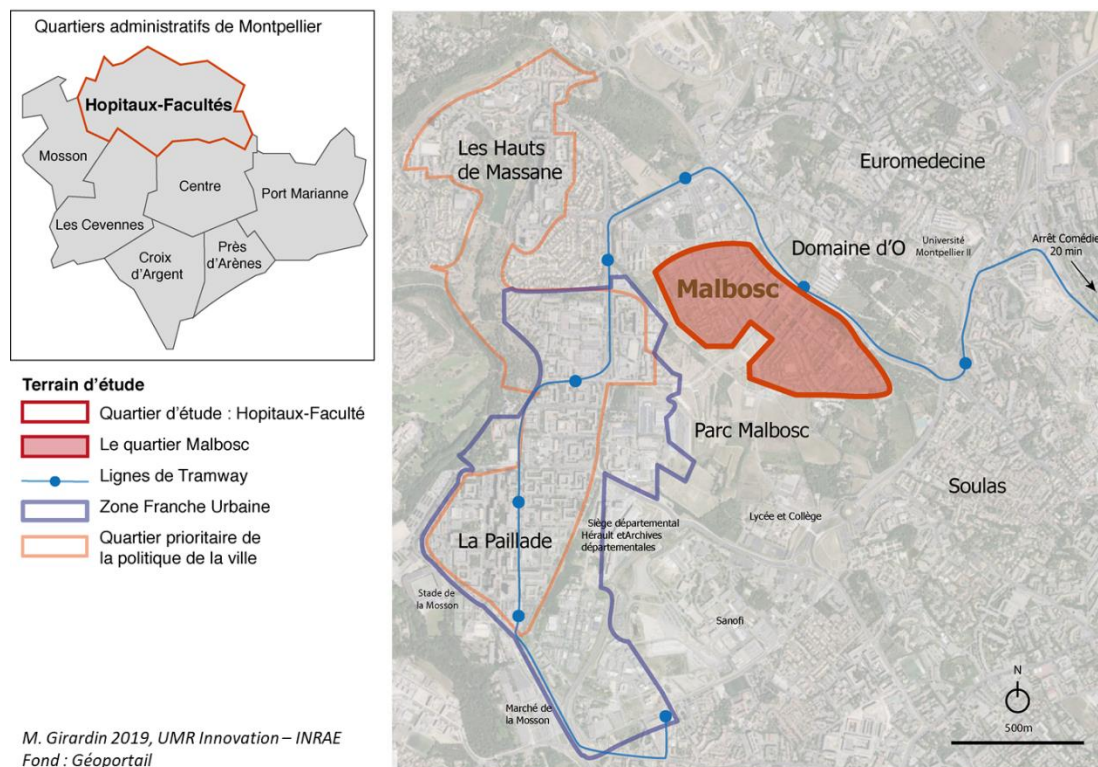 Quartiers administratifs de Montpellier
Hopitaux-Facultés
Mosson
Centre
Port Marianne
Les Cevennes
Croix
d'Argent
Près
d'Arènes
Terrain d'étude
Quartier d'étude : Hopitaux-Faculté
Le quartier Malbosc
Lignes de Tramway
Zone Franche Urbaine
Quartier prioritaire de
la politique de la ville
M. Girardin 2019, UMR Innovation – INRAE
Fond : Géoportail
Les Hauts
de Massane
Euromedecine
Domaine d'O
Université
Montpellier II
Arrêt Comédie
20 min
Malbosc
Parc Malbosc
Soulas
Lycée et Collège
Siège départemental
Hérault etArchives
départementales
La Paillade
Stade de
la Mosson
Sanofi
Marché de
la Mosson
N
500m